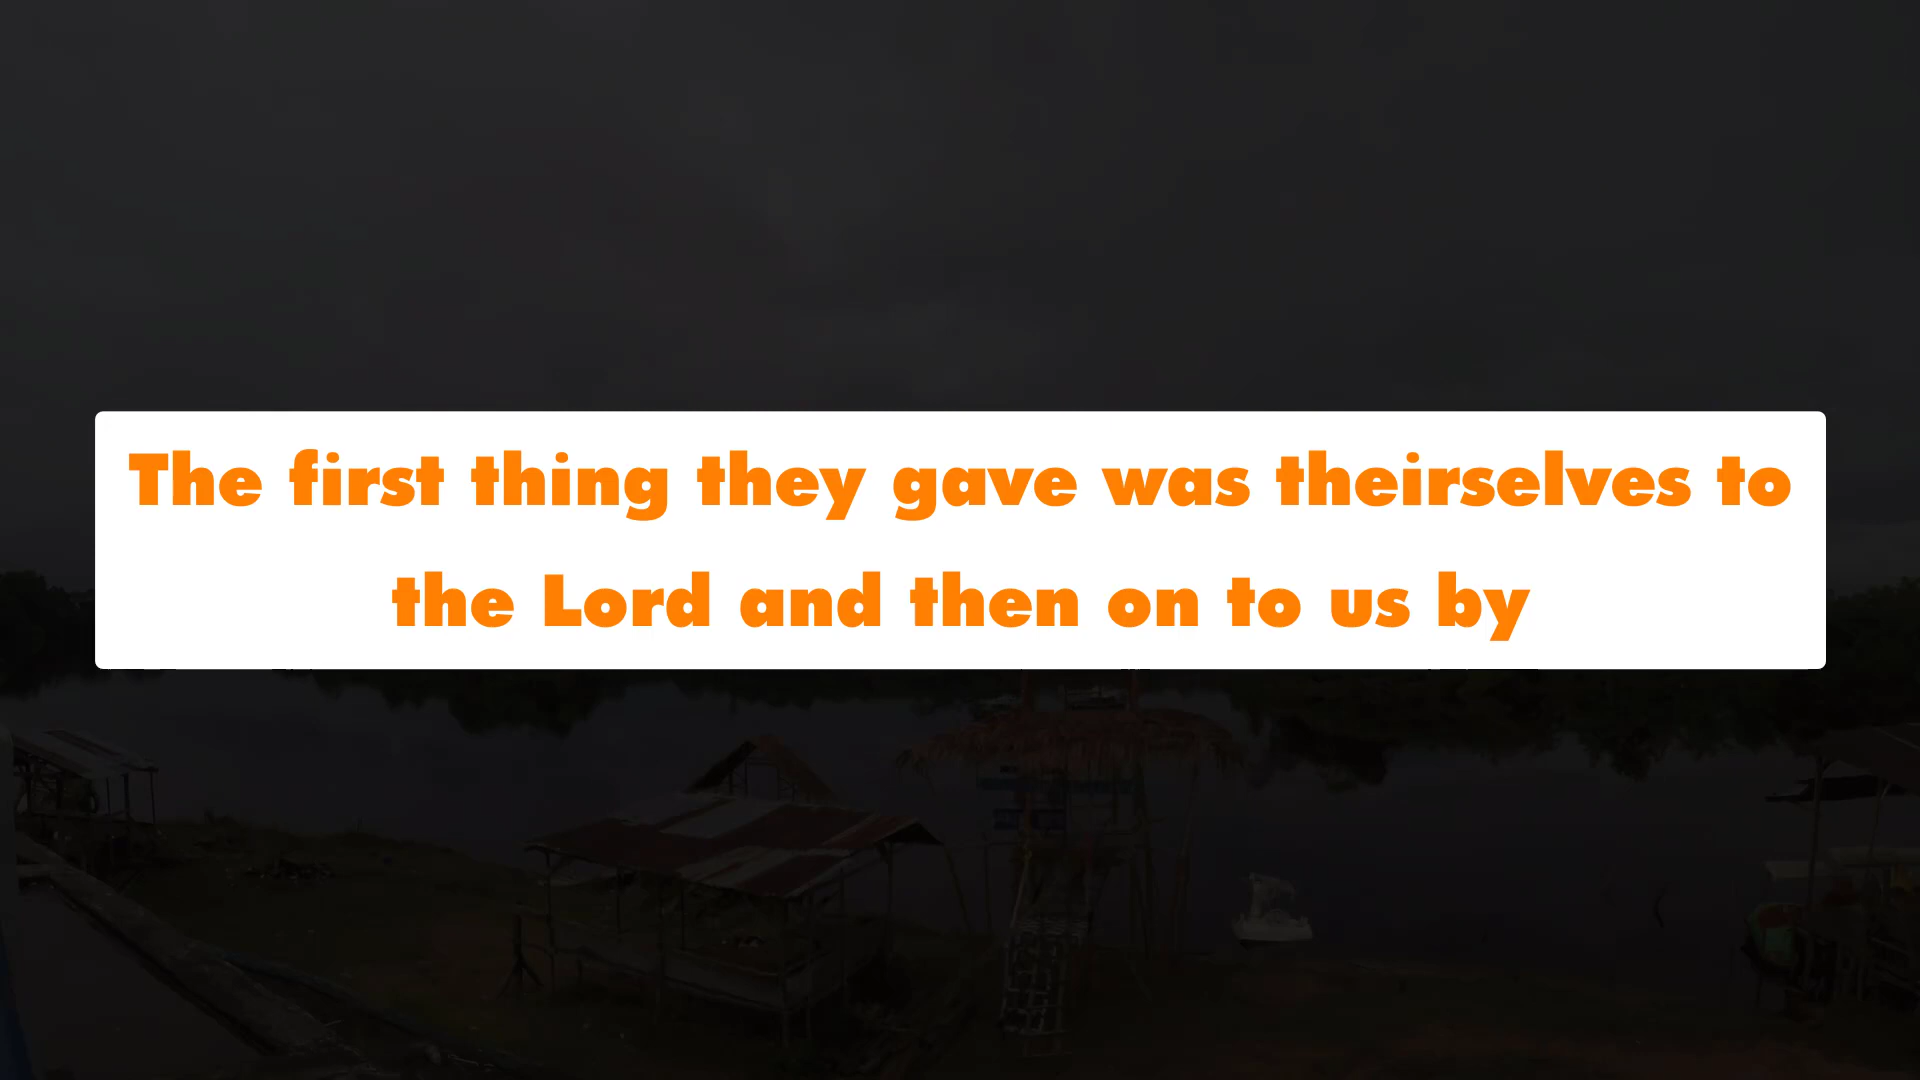 The first thing they gave was theirselves to
the Lord and then on to us by